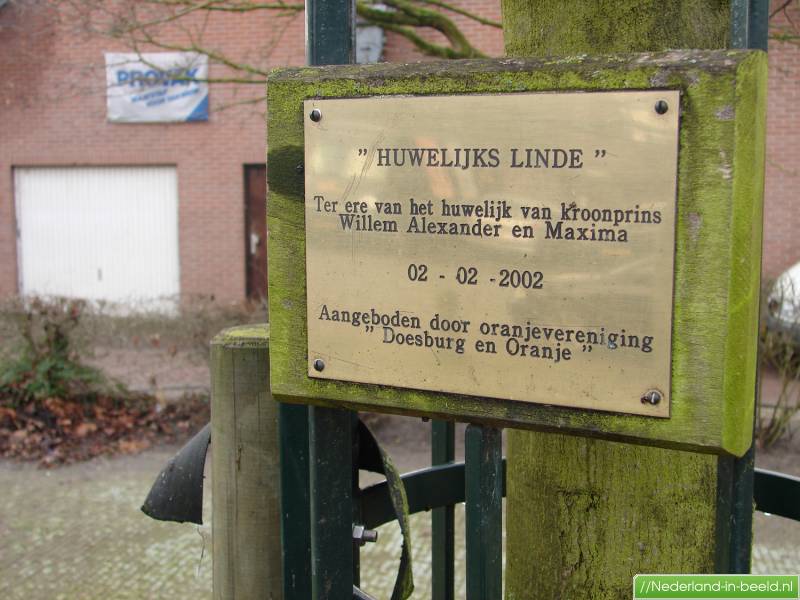 PROVAK
" HUWELIJKS LINDE "
Ter ere van het huwelijk van kroonprins
Willem Alexander en Maxima
02 - 02 - 2002
Aangeboden door oranjevereniging
" Doesburg en Oranje "
//Nederland-in-beeld.nl